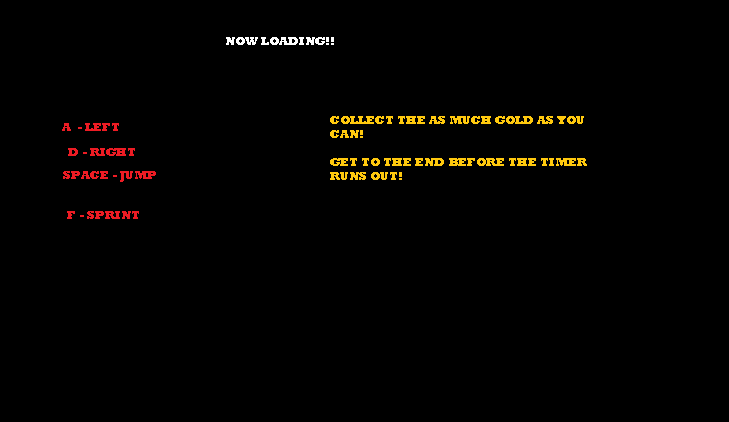 NOW LOADING!!
A - LEFT
D - RIGHT
SPACE - JUMP
F - SPRINT
COLLECT THE AS MUCH GOLD AS YOU
CAN!
GET TO THE END BEFORE THE TIMER
RUNS OUT!